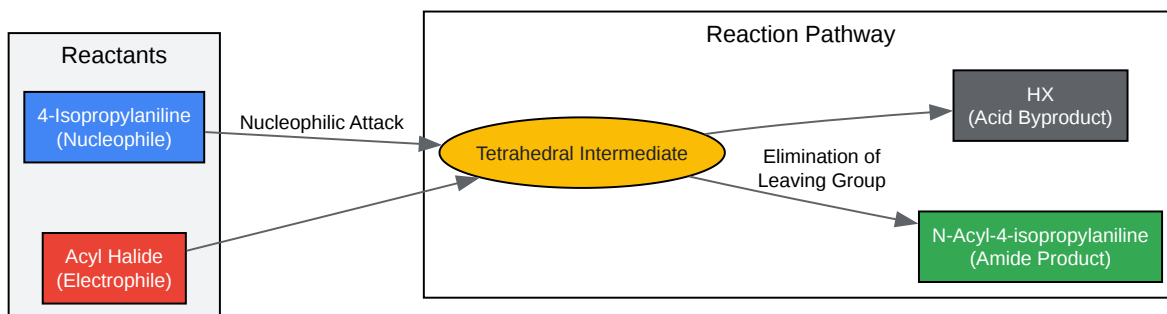 Reactants
4-Isopropylaniline
(Nucleophile)
Acyl Halide
(Electrophile)
Nucleophilic Attack
Reaction Pathway
Tetrahedral Intermediate
HX
(Acid Byproduct)
Elimination of
Leaving Group
N-Acyl-4-isopropylaniline
(Amide Product)